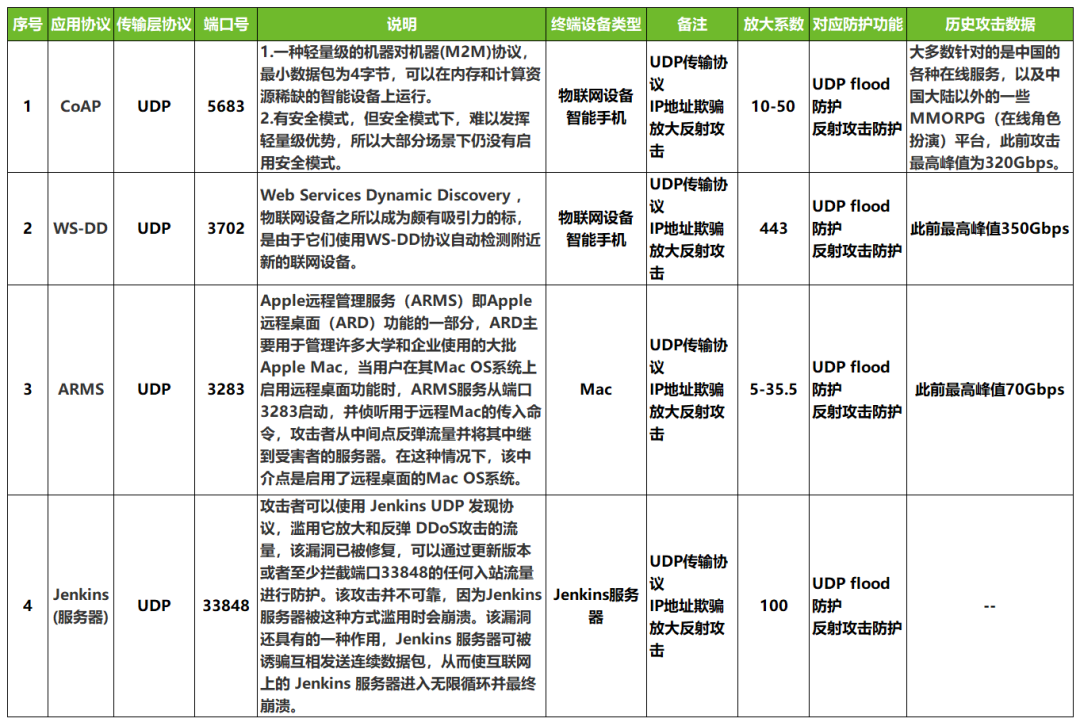 序号 应用协议 传输层协议 端口号 说明 终端设备类型 备注 放大系数 对应防护功能 历史攻击数据
1
CoAP
UDP
5683
1.一种轻量级的机器对机器(M2M)协议，
最小数据包为4字节，可以在内存和计算资
源稀缺的智能设备上运行。
2.有安全模式，但安全模式下，难以发挥
轻量级优势，所以大部分场景下仍没有启
用安全模式。
物联网设备
智能手机
UDP传输协
议
IP地址欺骗
放大反射攻
击
10-50
UDP flood
防护
反射攻击防护
大多数针对的是中国的
各种在线服务，以及中
国大陆以外的一些
MMORPG（在线角色
扮演）平台，此前攻击
最高峰值为320Gbps。
2
WS-DD
UDP
3702
Web Services Dynamic Discovery ，
物联网设备之所以成为颇有吸引力的标，
是由于它们使用WS-DD协议自动检测附近
新的联网设备。
物联网设备
智能手机
UDP传输协
议
IP地址欺骗
放大反射攻
击
443
UDP flood
防护
反射攻击防护
此前最高峰值350Gbps
3
ARMS
UDP
3283
Apple远程管理服务（ARMS）即Apple
远程桌面（ARD）功能的一部分，ARD主
要用于管理许多大学和企业使用的大批
Apple Mac，当用户在其Mac OS系统上
启用远程桌面功能时，ARMS服务从端口
3283启动，并侦听用于远程Mac的传入命
令，攻击者从中间点反弹流量并将其中继
到受害者的服务器。在这种情况下，该中
介点是启用了远程桌面的Mac OS系统。
Mac
UDP传输协
议
IP地址欺骗
放大反射攻
击
5-35.5
UDP flood
防护
反射攻击防护
此前最高峰值70Gbps
4
Jenkins
(服务器)
UDP
33848
攻击者可以使用 Jenkins UDP 发现协
议，滥用它放大和反弹 DDoS攻击的流
量，该漏洞已被修复，可以通过更新版本
或者至少拦截端口33848的任何入站流量
进行防护。该攻击并不可靠，因为Jenkins
服务器被这种方式滥用时会崩溃。该漏洞
还具有的一种作用，Jenkins 服务器可被
诱骗互相发送连续数据包，从而使互联网
上的 Jenkins 服务器进入无限循环并最终
崩溃。
Jenkins服务
器
UDP传输协
议
IP地址欺骗
放大反射攻
击
100
UDP flood
防护
反射攻击防护
--